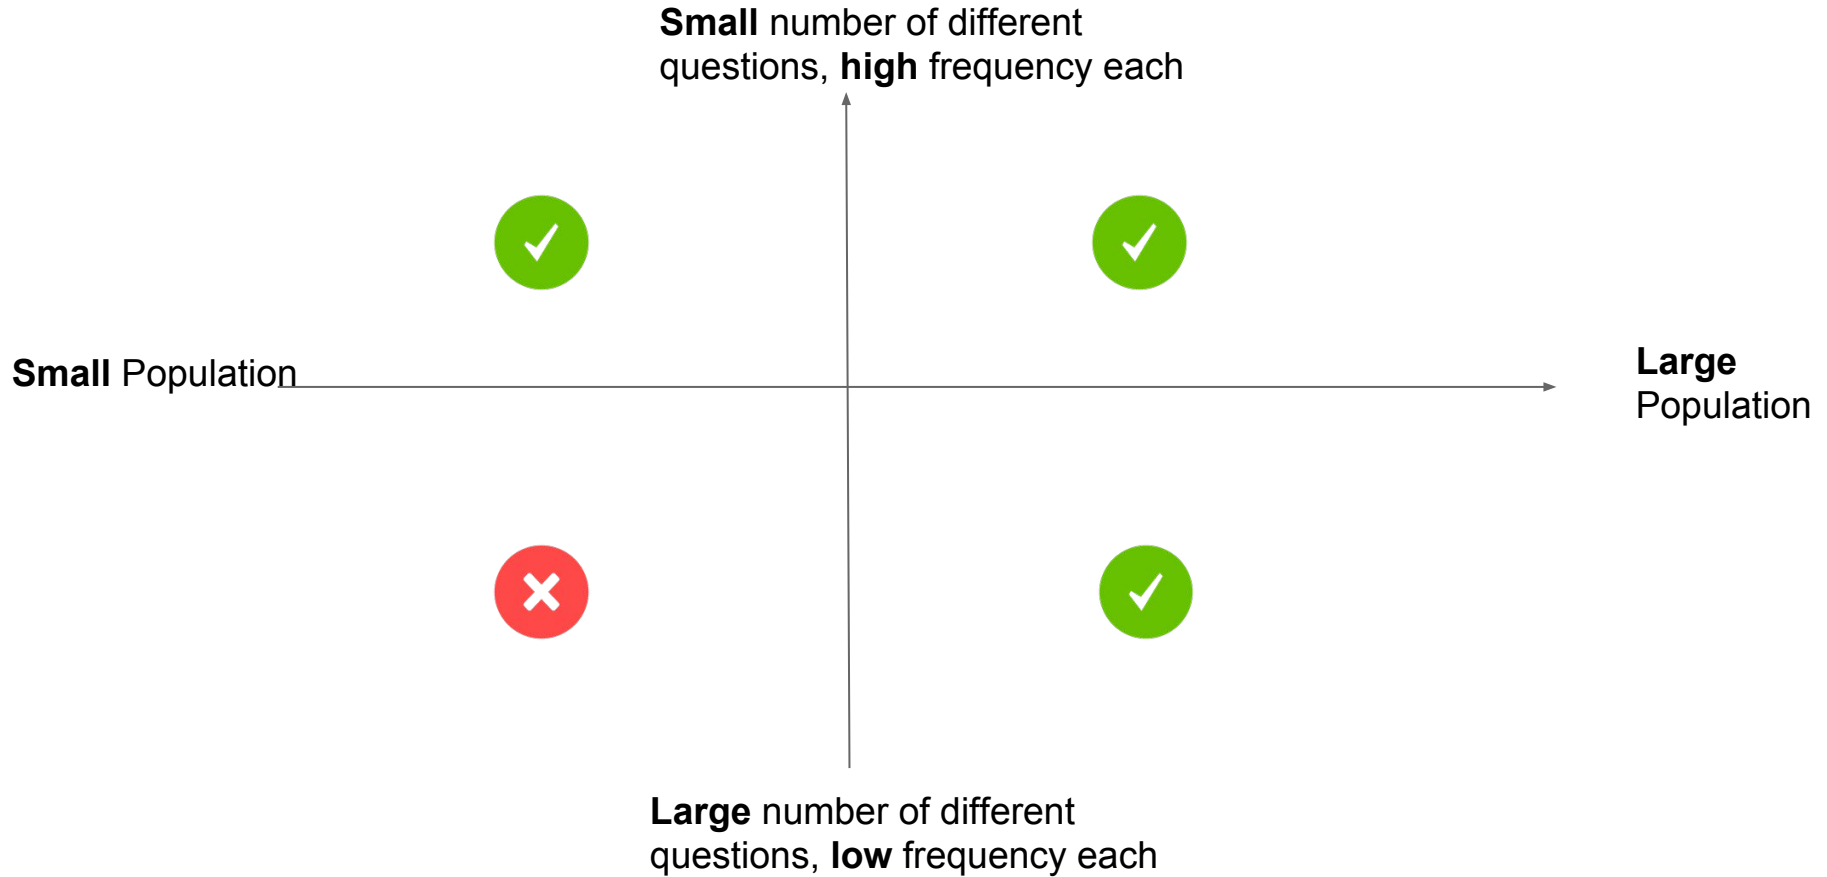 Small number of different
questions, high frequency each
Small Population
Large
Population
Large number of different
questions, low frequency each